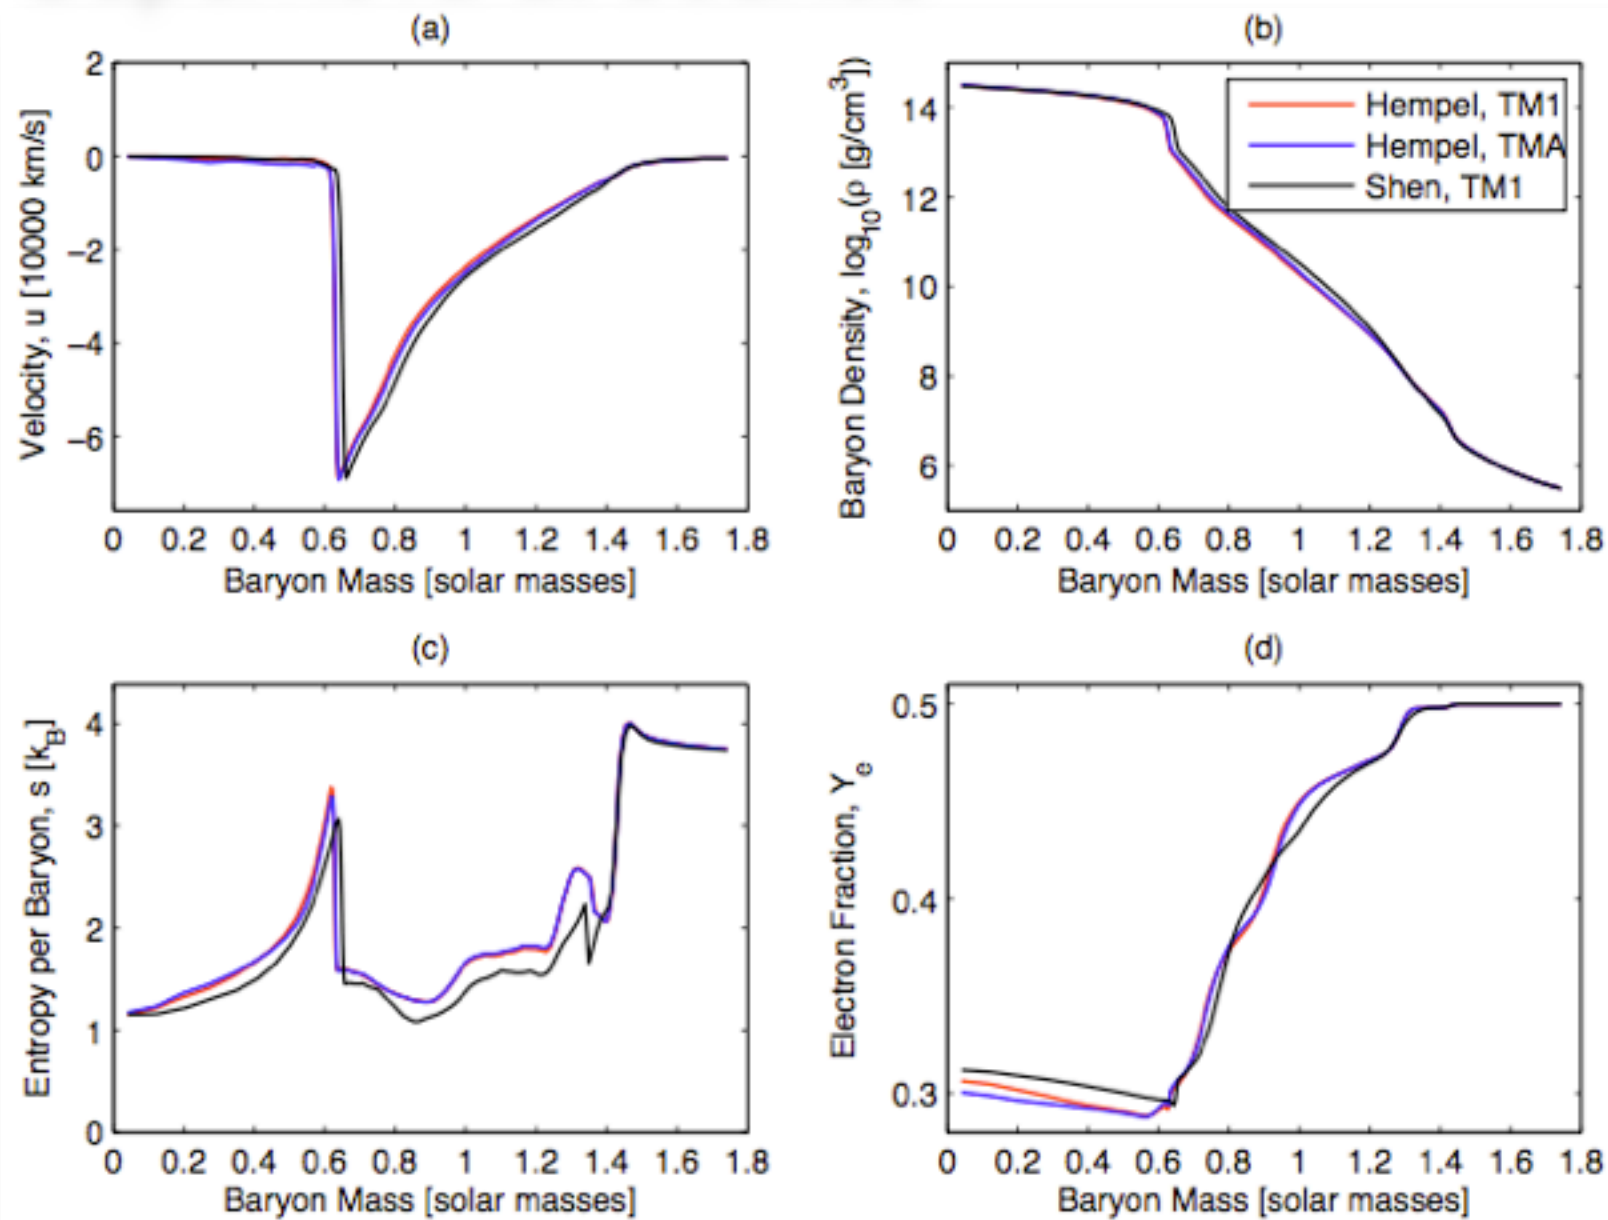 (a)
2
0
−2
−4
−6
Velocity, u [10000 km/s]
0 0.2 0.4 0.6 0.8 1 1.2 1.4 1.6 1.8
Baryon Mass [solar masses]
(b)
14
12
10
8
6
Baryon Density, log10(ρ [g/cm3])
Hempel, TM1
Hempel, TMA
Shen, TM1
0 0.2 0.4 0.6 0.8 1 1.2 1.4 1.6 1.8
Baryon Mass [solar masses]
(c)
4
3
2
1
0
Entropy per Baryon, s [kB]
0 0.2 0.4 0.6 0.8 1 1.2 1.4 1.6 1.8
Baryon Mass [solar masses]
(d)
0.5
0.4
0.3
Electron Fraction, Ye
0 0.2 0.4 0.6 0.8 1 1.2 1.4 1.6 1.8
Baryon Mass [solar masses]